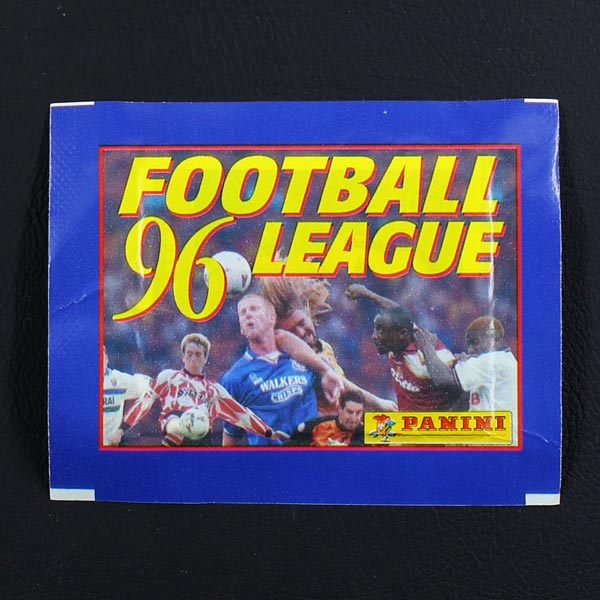 FOOTBALL
96 LEAGUE
WALKERS
CRISPS
PANINI